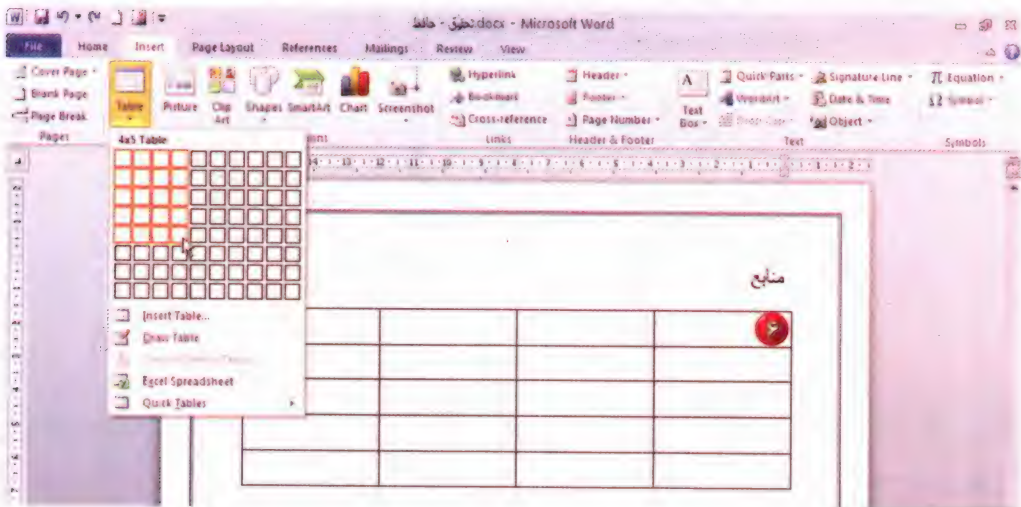 تحقیق - حافظ.docx - Microsoft Word
File Home Insert Page Layout References Mailings Review View
Cover Page
Blank Page
Page Break
Pages
Table
Picture
Clip Art
Shapes
SmartArt
Chart
Screenshot
Hyperlink
Bookmark
Cross-reference
Links
Header
Footer
Page Number
Header & Footer
Text Box
Quick Parts
WordArt
Signature Line
Date & Time
Object
Text
Equation
Symbol
Symbols
4x5 Table
Insert Table...
Draw Table
Excel Spreadsheet
Quick Tables
منابع
۶